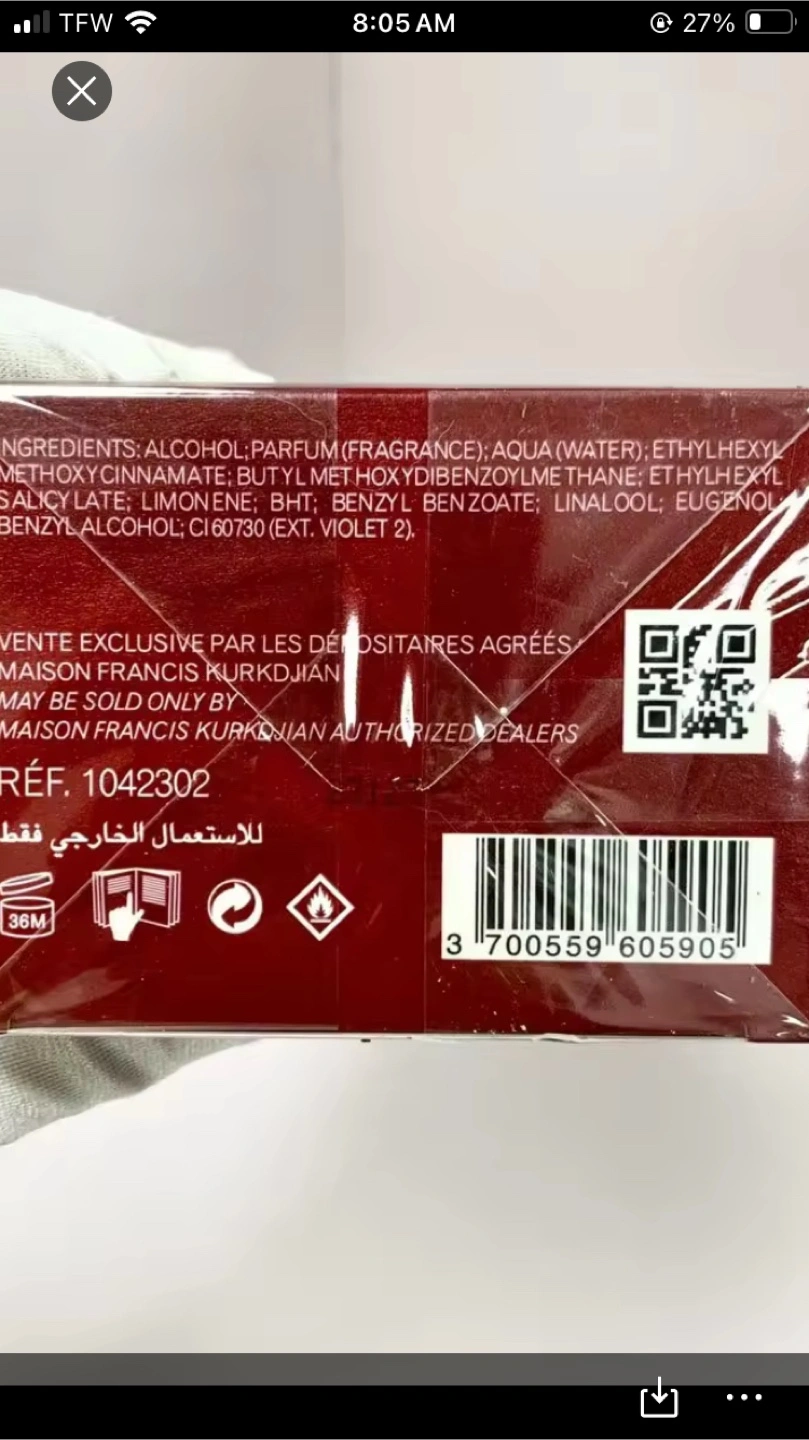 TFW 8:05 AM 27%
NGREDIENTS: ALCOHOL; PARFUM (FRAGRANCE); AQUA (WATER); ETHYLHEXYL
METHOXYCINNAMATE; BUTYL METHOXYDIBENZOYLMETHANE; ETHYLHEXYL
SALICYLATE; LIMONENE; BHT; BENZYL BENZOATE; LINALOOL; EUGENOL;
BENZYL ALCOHOL; CI 60730 (EXT. VIOLET 2).
VENTE EXCLUSIVE PAR LES DÉPOSITAIRES AGRÉÉS
MAISON FRANCIS KURKDJIAN
MAY BE SOLD ONLY BY
MAISON FRANCIS KURKDJIAN AUTHORIZED DEALERS
RÉF. 1042302
للاستعمال الخارجي فقط
36M
3 700559 605905